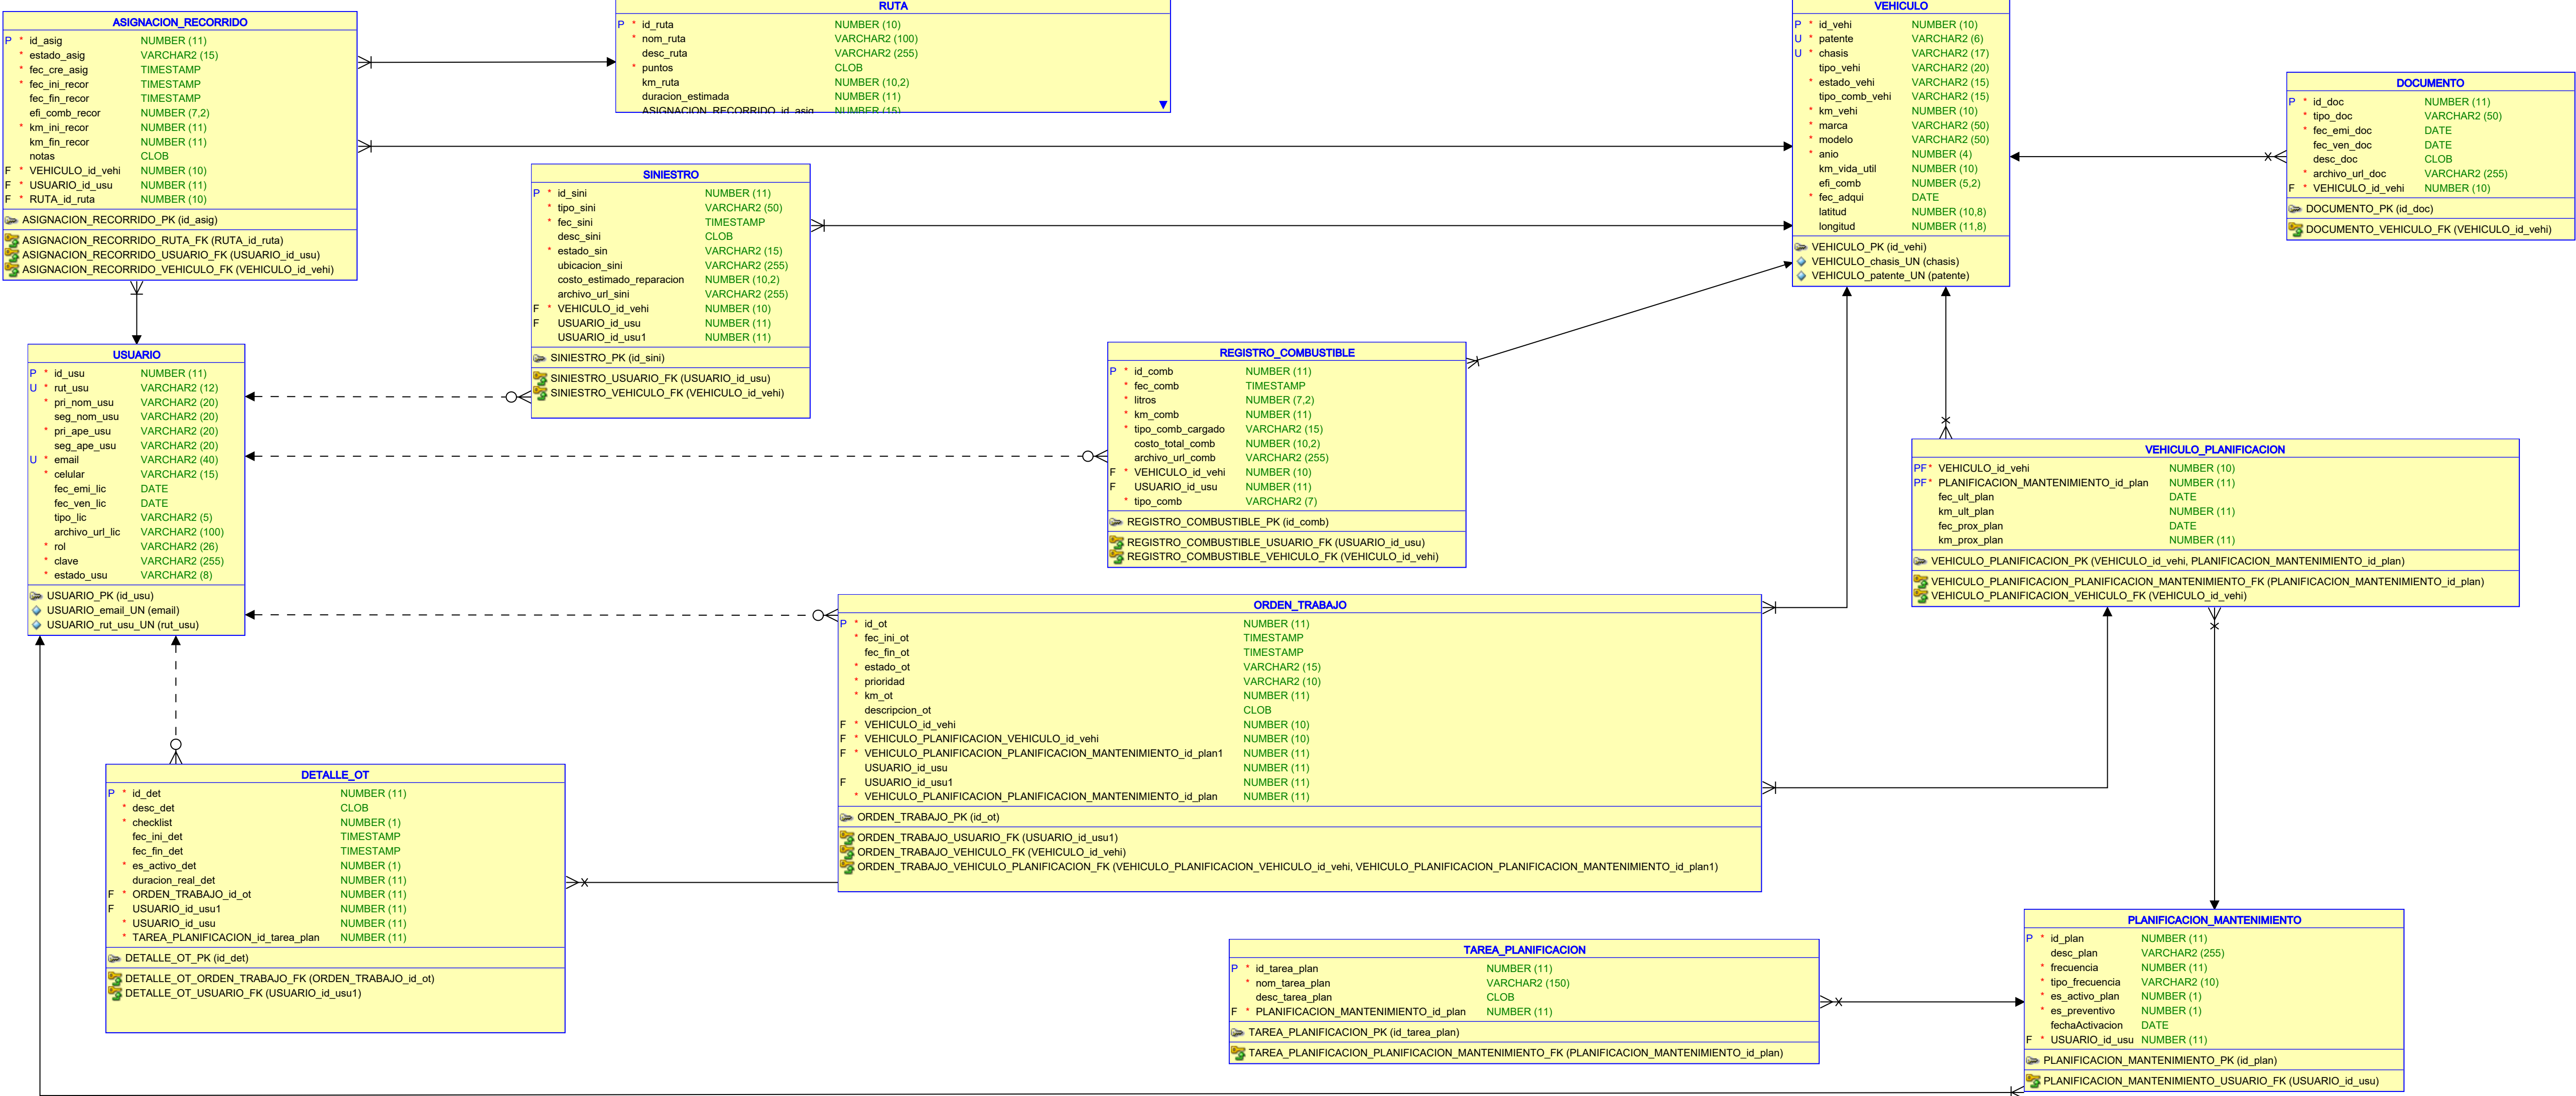 ASIGNACION_RECORRIDO
P * id_asig NUMBER (11)
* estado_asig VARCHAR2 (15)
* fec_cre_asig TIMESTAMP
* fec_ini_recor TIMESTAMP
fec_fin_recor TIMESTAMP
efi_comb_recor NUMBER (7,2)
* km_ini_recor NUMBER (11)
km_fin_recor NUMBER (11)
notas CLOB
F * VEHICULO_id_vehi NUMBER (10)
F * USUARIO_id_usu NUMBER (11)
F * RUTA_id_ruta NUMBER (10)
ASIGNACION_RECORRIDO_PK (id_asig)
ASIGNACION_RECORRIDO_RUTA_FK (RUTA_id_ruta)
ASIGNACION_RECORRIDO_USUARIO_FK (USUARIO_id_usu)
ASIGNACION_RECORRIDO_VEHICULO_FK (VEHICULO_id_vehi)
RUTA
P * id_ruta NUMBER (10)
* nom_ruta VARCHAR2 (100)
desc_ruta VARCHAR2 (255)
* puntos CLOB
km_ruta NUMBER (10,2)
duracion_estimada NUMBER (11)
ASIGNACION_RECORRIDO_id_asig NUMBER (15)
VEHICULO
P * id_vehi NUMBER (10)
U * patente VARCHAR2 (6)
U * chasis VARCHAR2 (17)
tipo_vehi VARCHAR2 (20)
* estado_vehi VARCHAR2 (15)
tipo_comb_vehi VARCHAR2 (15)
* km_vehi NUMBER (10)
* marca VARCHAR2 (50)
* modelo VARCHAR2 (50)
* anio NUMBER (4)
km_vida_util NUMBER (10)
efi_comb NUMBER (5,2)
* fec_adqui DATE
latitud NUMBER (10,8)
longitud NUMBER (11,8)
VEHICULO_PK (id_vehi)
VEHICULO_chasis_UN (chasis)
VEHICULO_patente_UN (patente)
DOCUMENTO
P * id_doc NUMBER (11)
* tipo_doc VARCHAR2 (50)
* fec_emi_doc DATE
fec_ven_doc DATE
desc_doc CLOB
* archivo_url_doc VARCHAR2 (255)
F * VEHICULO_id_vehi NUMBER (10)
DOCUMENTO_PK (id_doc)
DOCUMENTO_VEHICULO_FK (VEHICULO_id_vehi)
SINIESTRO
P * id_sini NUMBER (11)
* tipo_sini VARCHAR2 (50)
* fec_sini TIMESTAMP
desc_sini CLOB
* estado_sin VARCHAR2 (15)
ubicacion_sini VARCHAR2 (255)
costo_estimado_reparacion NUMBER (10,2)
archivo_url_sini VARCHAR2 (255)
F * VEHICULO_id_vehi NUMBER (10)
F USUARIO_id_usu NUMBER (11)
USUARIO_id_usu1 NUMBER (11)
SINIESTRO_PK (id_sini)
SINIESTRO_USUARIO_FK (USUARIO_id_usu)
SINIESTRO_VEHICULO_FK (VEHICULO_id_vehi)
USUARIO
P * id_usu NUMBER (11)
U * rut_usu VARCHAR2 (12)
* pri_nom_usu VARCHAR2 (20)
seg_nom_usu VARCHAR2 (20)
* pri_ape_usu VARCHAR2 (20)
seg_ape_usu VARCHAR2 (20)
U * email VARCHAR2 (40)
* celular VARCHAR2 (15)
fec_emi_lic DATE
fec_ven_lic DATE
tipo_lic VARCHAR2 (5)
archivo_url_lic VARCHAR2 (100)
* rol VARCHAR2 (26)
* clave VARCHAR2 (255)
* estado_usu VARCHAR2 (8)
USUARIO_PK (id_usu)
USUARIO_email_UN (email)
USUARIO_rut_usu_UN (rut_usu)
REGISTRO_COMBUSTIBLE
P * id_comb NUMBER (11)
* fec_comb TIMESTAMP
* litros NUMBER (7,2)
* km_comb NUMBER (11)
* tipo_comb_cargado VARCHAR2 (15)
costo_total_comb NUMBER (10,2)
archivo_url_comb VARCHAR2 (255)
F * VEHICULO_id_vehi NUMBER (10)
F USUARIO_id_usu NUMBER (11)
* tipo_comb VARCHAR2 (7)
REGISTRO_COMBUSTIBLE_PK (id_comb)
REGISTRO_COMBUSTIBLE_USUARIO_FK (USUARIO_id_usu)
REGISTRO_COMBUSTIBLE_VEHICULO_FK (VEHICULO_id_vehi)
VEHICULO_PLANIFICACION
PF * VEHICULO_id_vehi NUMBER (10)
PF * PLANIFICACION_MANTENIMIENTO_id_plan NUMBER (11)
fec_ult_plan DATE
km_ult_plan NUMBER (11)
fec_prox_plan DATE
km_prox_plan NUMBER (11)
VEHICULO_PLANIFICACION_PK (VEHICULO_id_vehi, PLANIFICACION_MANTENIMIENTO_id_plan)
VEHICULO_PLANIFICACION_PLANIFICACION_MANTENIMIENTO_FK (PLANIFICACION_MANTENIMIENTO_id_plan)
VEHICULO_PLANIFICACION_VEHICULO_FK (VEHICULO_id_vehi)
ORDEN_TRABAJO
P * id_ot NUMBER (11)
* fec_ini_ot TIMESTAMP
fec_fin_ot TIMESTAMP
* estado_ot VARCHAR2 (15)
* prioridad VARCHAR2 (10)
* km_ot NUMBER (11)
descripcion_ot CLOB
F * VEHICULO_id_vehi NUMBER (10)
F * VEHICULO_PLANIFICACION_VEHICULO_id_vehi NUMBER (10)
F * VEHICULO_PLANIFICACION_PLANIFICACION_MANTENIMIENTO_id_plan1 NUMBER (11)
USUARIO_id_usu NUMBER (11)
F USUARIO_id_usu1 NUMBER (11)
* VEHICULO_PLANIFICACION_PLANIFICACION_MANTENIMIENTO_id_plan NUMBER (11)
ORDEN_TRABAJO_PK (id_ot)
ORDEN_TRABAJO_USUARIO_FK (USUARIO_id_usu1)
ORDEN_TRABAJO_VEHICULO_FK (VEHICULO_id_vehi)
ORDEN_TRABAJO_VEHICULO_PLANIFICACION_FK (VEHICULO_PLANIFICACION_VEHICULO_id_vehi, VEHICULO_PLANIFICACION_PLANIFICACION_MANTENIMIENTO_id_plan1)
DETALLE_OT
P * id_det NUMBER (11)
* desc_det CLOB
* checklist NUMBER (1)
fec_ini_det TIMESTAMP
fec_fin_det TIMESTAMP
* es_activo_det NUMBER (1)
duracion_real_det NUMBER (11)
F * ORDEN_TRABAJO_id_ot NUMBER (11)
F USUARIO_id_usu1 NUMBER (11)
* USUARIO_id_usu NUMBER (11)
* TAREA_PLANIFICACION_id_tarea_plan NUMBER (11)
DETALLE_OT_PK (id_det)
DETALLE_OT_ORDEN_TRABAJO_FK (ORDEN_TRABAJO_id_ot)
DETALLE_OT_USUARIO_FK (USUARIO_id_usu1)
TAREA_PLANIFICACION
P * id_tarea_plan NUMBER (11)
* nom_tarea_plan VARCHAR2 (150)
desc_tarea_plan CLOB
F * PLANIFICACION_MANTENIMIENTO_id_plan NUMBER (11)
TAREA_PLANIFICACION_PK (id_tarea_plan)
TAREA_PLANIFICACION_PLANIFICACION_MANTENIMIENTO_FK (PLANIFICACION_MANTENIMIENTO_id_plan)
PLANIFICACION_MANTENIMIENTO
P * id_plan NUMBER (11)
desc_plan VARCHAR2 (255)
* frecuencia NUMBER (11)
* tipo_frecuencia VARCHAR2 (10)
* es_activo_plan NUMBER (1)
* es_preventivo NUMBER (1)
fechaActivacion DATE
F * USUARIO_id_usu NUMBER (11)
PLANIFICACION_MANTENIMIENTO_PK (id_plan)
PLANIFICACION_MANTENIMIENTO_USUARIO_FK (USUARIO_id_usu)